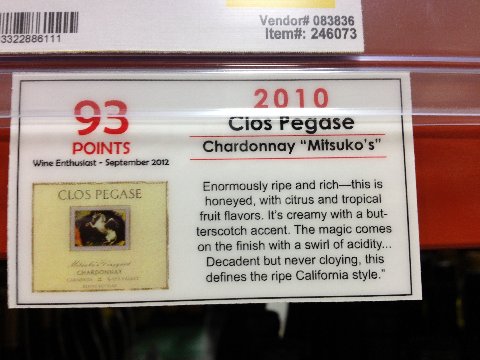 3322886111
Vendor# 083836
Item#: 246073
93
POINTS
Wine Enthusiast - September 2012
CLOS PEGASE
Mitsuko's Vineyard
CHARDONNAY
2010
Clos Pegase
Chardonnay "Mitsuko's"
Enormously ripe and rich—this is
honeyed, with citrus and tropical
fruit flavors. It's creamy with a but-
terscotch accent. The magic comes
on the finish with a swirl of acidity...
Decadent but never cloying, this
defines the ripe California style."